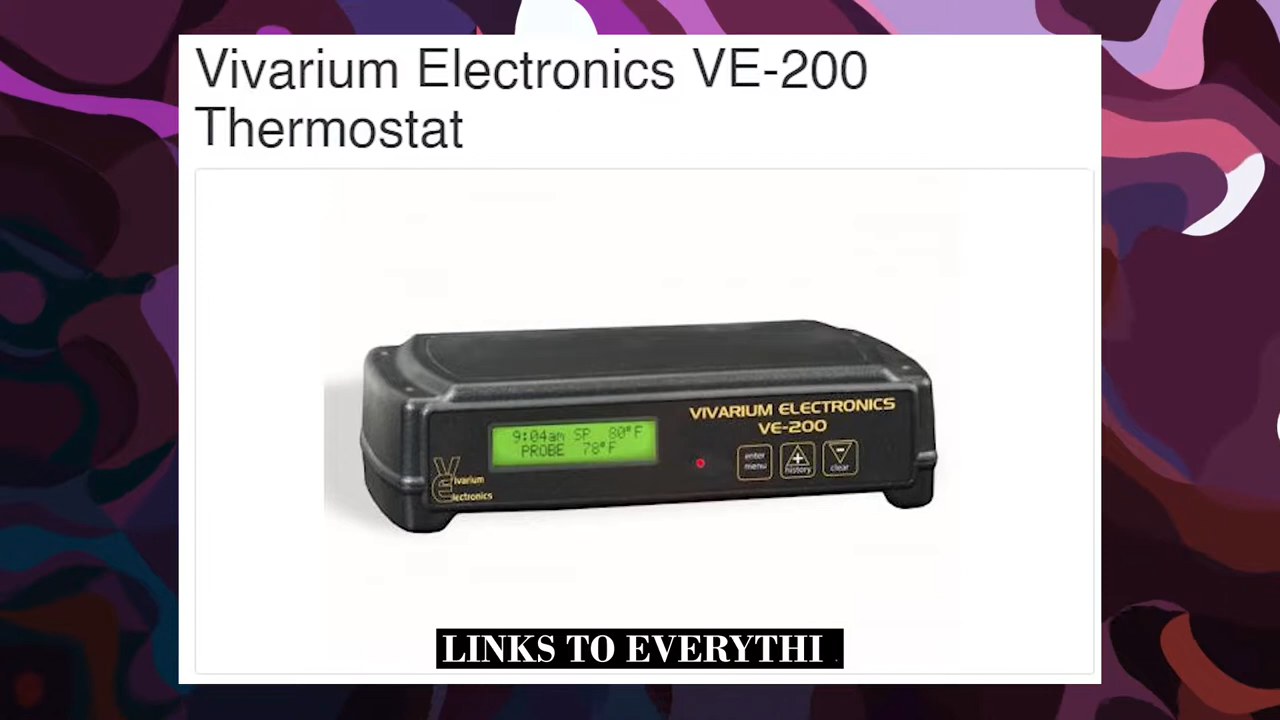 Vivarium Electronics VE-200
Thermostat
VIVARIUM ELECTRONICS
VE-200
9:04am SP 80°F
PROBE 78°F
enter
menu
+
history
-
clear
Vivarium
Electronics
LINKS TO EVERYTHI